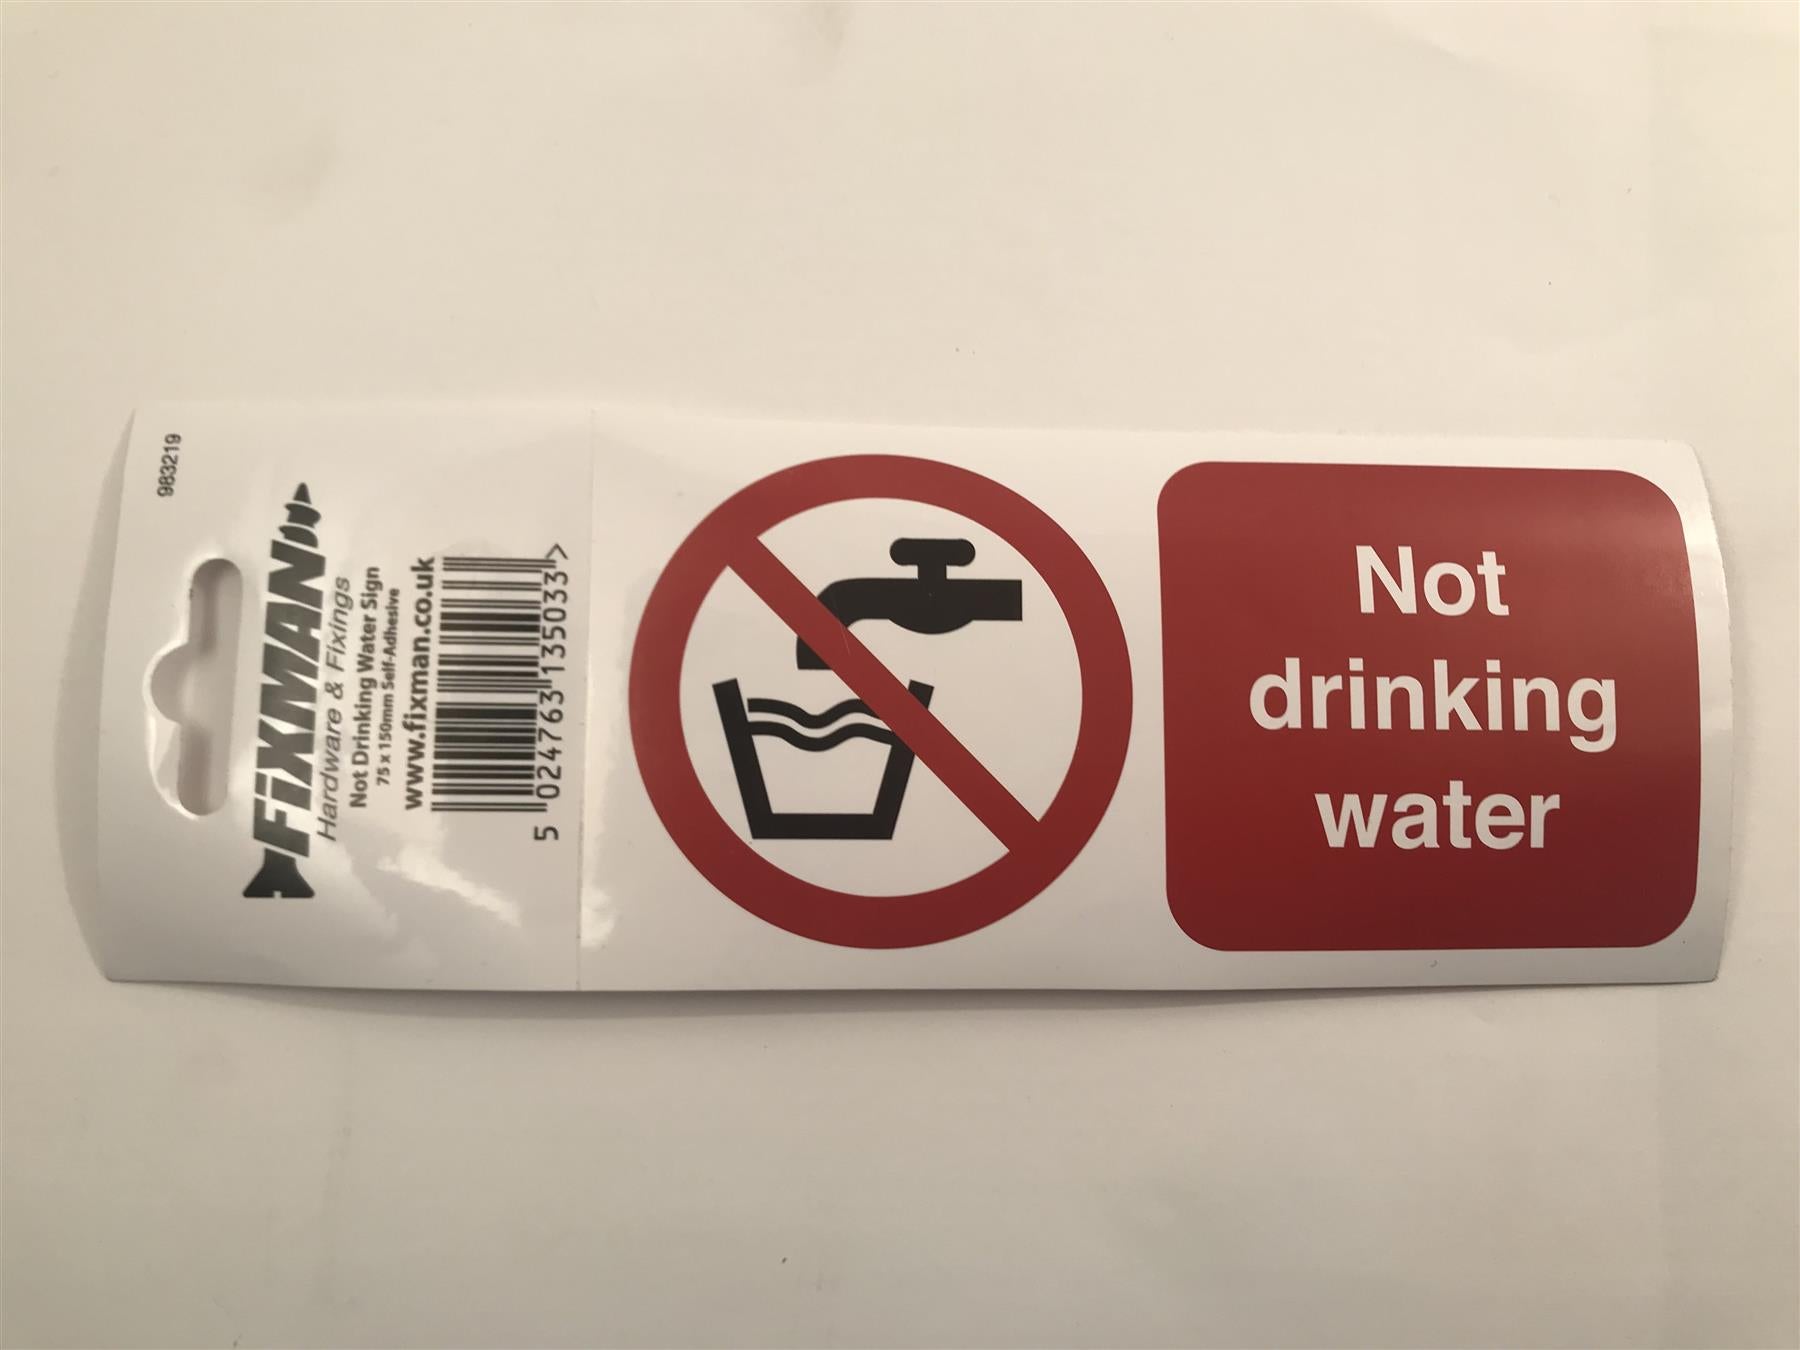 983219
FiXMAN
Hardware & Fixings
Not Drinking Water Sign
75 x 150mm Self-Adhesive
www.fixman.co.uk
5 024763 135033 >
Not
drinking
water